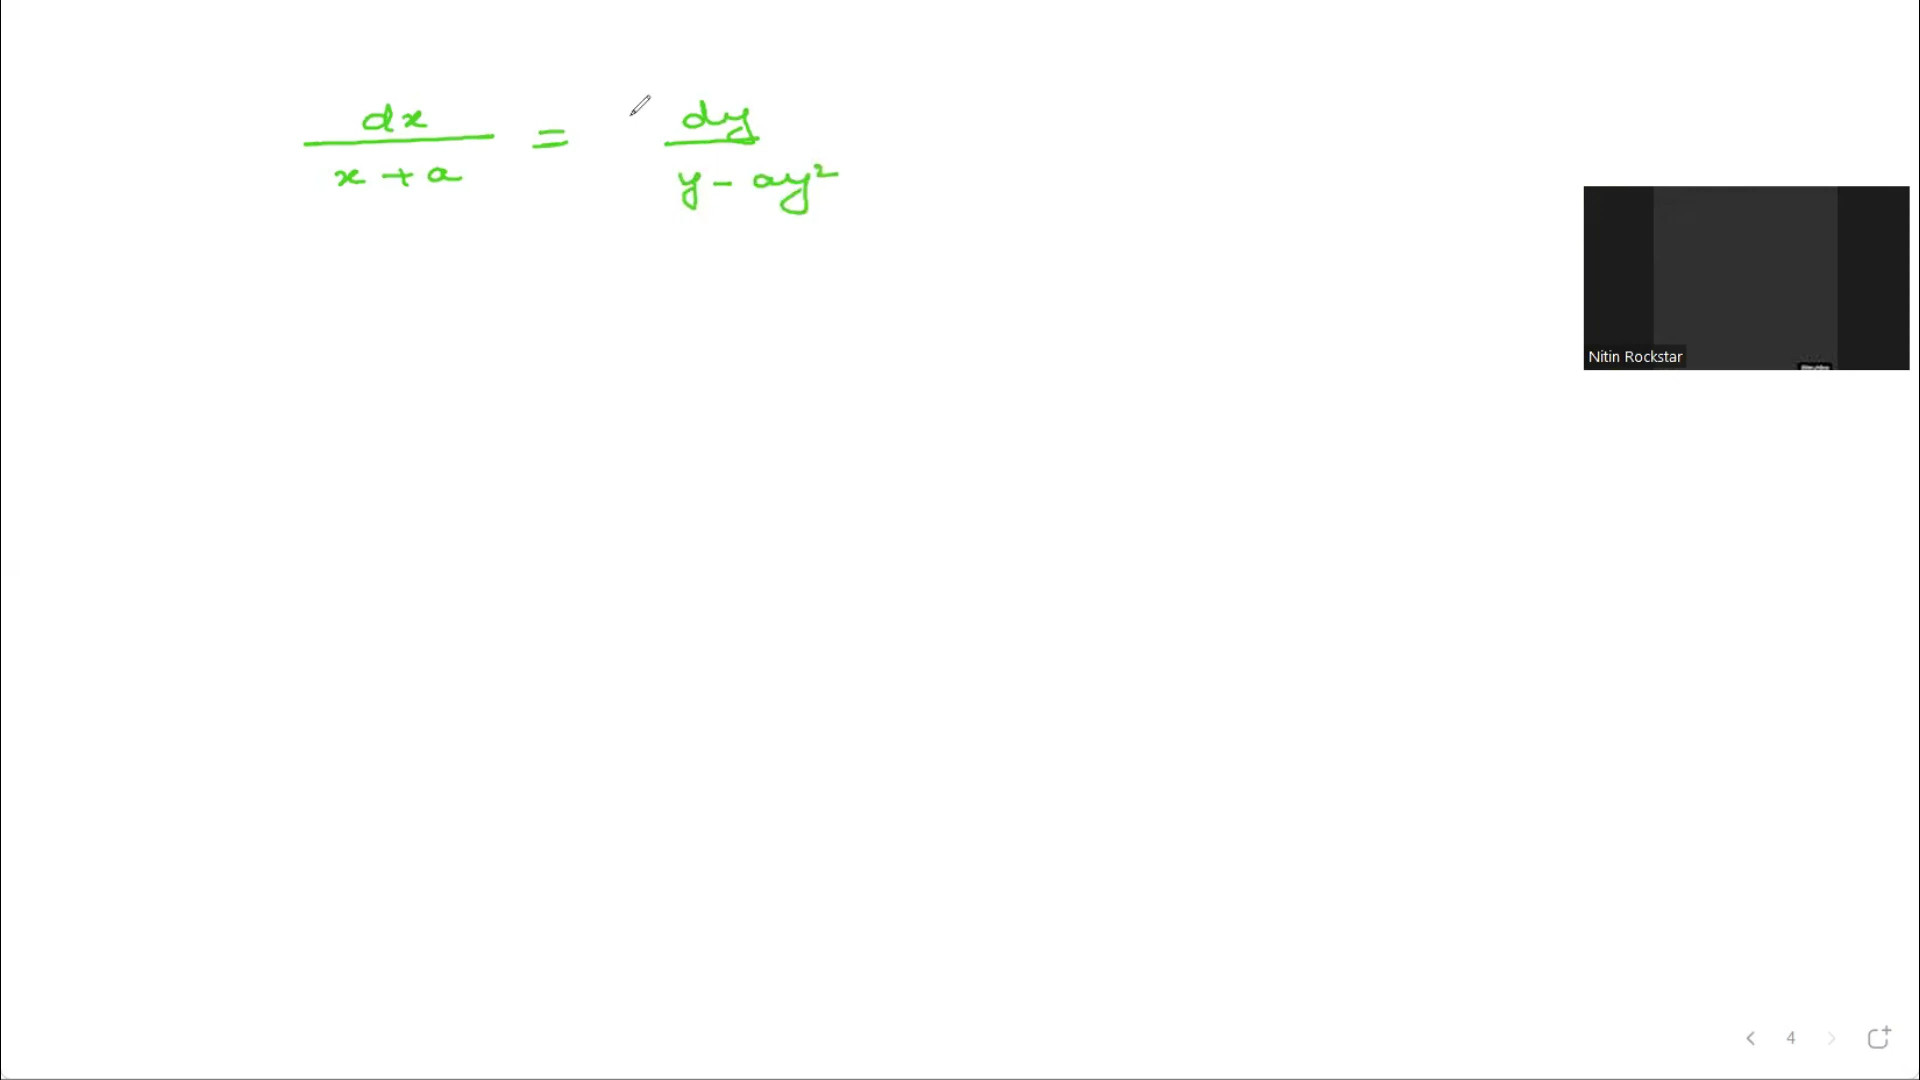 dx/(x + a) = dy/(y - ay²)
Nitin Rockstar
4